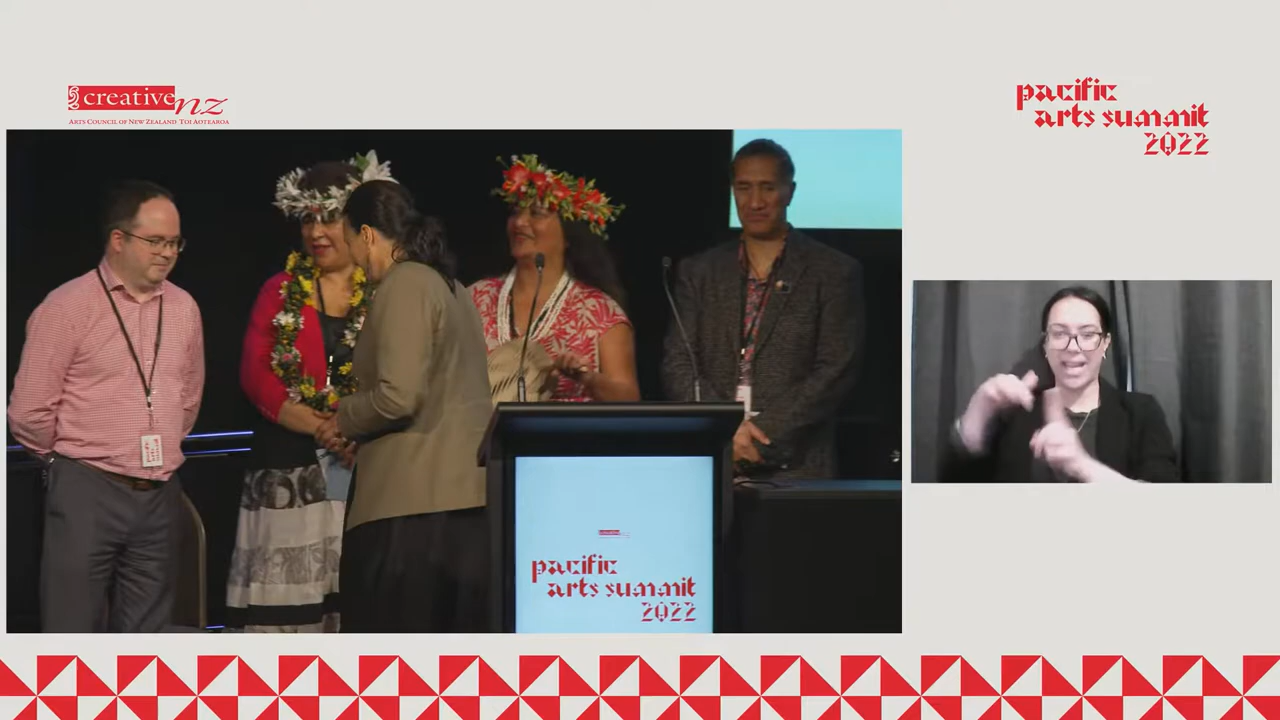 creative nz
ARTS COUNCIL OF NEW ZEALAND TOI AOTEAROA
pacific
arts summit
2022
pacific
arts summit
2022